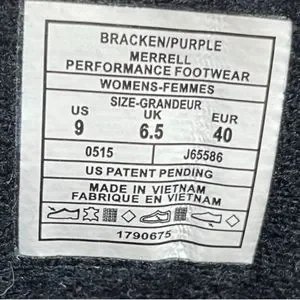 BRACKEN/PURPLE
MERRELL
PERFORMANCE FOOTWEAR
WOMENS-FEMMES
SIZE-GRANDEUR
US UK EUR
9 6.5 40
0515 J65586
US PATENT PENDING
MADE IN VIETNAM
FABRIQUE EN VIETNAM
1790675